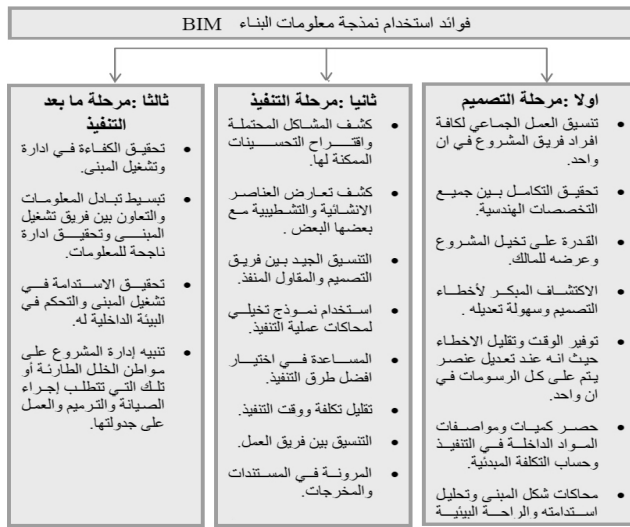 فوائد استخدام نمذجة معلومات البناء BIM
اولا :مرحلة التصميم
تنسيق العمل الجماعي لكافة
افراد فريق المشروع في ان
واحد.
تحقيق التكامل بين جميع
التخصصات الهندسية.
القدرة على تخيل المشروع
وعرضه للمالك.
الاكتشاف المبكر لأخطاء
التصميم وسهولة تعديله .
توفير الوقت وتقليل الاخطاء
حيث انه عند تعديل عنصر
يتم على كل الرسومات في
ان واحد.
حصر كميات ومواصفات
المواد الداخلة في التنفيذ
وحساب التكلفة المبدئية.
محاكات شكل المبنى وتحليل
استدامته والراحة البيئية
ثانيا :مرحلة التنفيذ
كشف المشاكل المحتملة
واقتراح التحسينات
الممكنة لها.
كشف تعارض العناصر
الانشائية والتشطيبية مع
بعضها البعض .
التنسيق الجيد بين فريق
التصميم والمقاول المنفذ.
استخدام نموذج تخيلي
لمحاكات عملية التنفيذ.
المساعدة في اختيار
افضل طرق التنفيذ.
تقليل تكلفة ووقت التنفيذ.
التنسيق بين فريق العمل.
المرونة في المستندات
والمخرجات.
ثالثا :مرحلة ما بعد
التنفيذ
تحقيق الكفاءة في ادارة
وتشغيل المبنى.
تبسيط تبادل المعلومات
والتعاون بين فريق تشغيل
المبنى وتحقيق ادارة
ناجحة للمعلومات.
تحقيق الاستدامة في
تشغيل المبنى والتحكم في
البيئة الداخلية له.
تنبيه إدارة المشروع على
مواطن الخلل الطارئة أو
تلك التي تتطلب إجراء
الصيانة والترميم والعمل
على جدولتها.